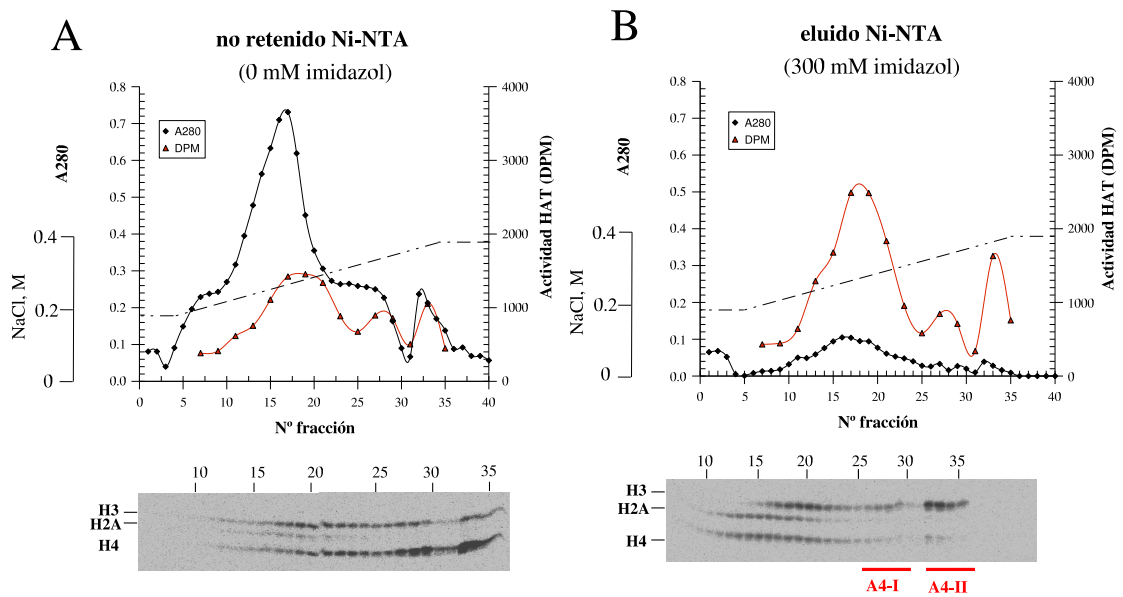 A
no retenido Ni-NTA
(0 mM imidazol)
0.8
0.7
0.6
0.5
0.4
0.3
0.2
0.1
0.0
A280
DPM
A280
4000
3000
2000
1000
0
Actividad HAT (DPM)
0.4
0.2
0
NaCl, M
0 5 10 15 20 25 30 35 40
Nº fracción
10 15 20 25 30 35
H3
H2A
H4
B
eluido Ni-NTA
(300 mM imidazol)
0.8
0.7
0.6
0.5
0.4
0.3
0.2
0.1
0.0
A280
DPM
A280
4000
3000
2000
1000
0
Actividad HAT (DPM)
0.4
0.2
0
NaCl, M
0 5 10 15 20 25 30 35 40
Nº fracción
10 15 20 25 30 35
H3
H2A
H4
A4-I A4-II